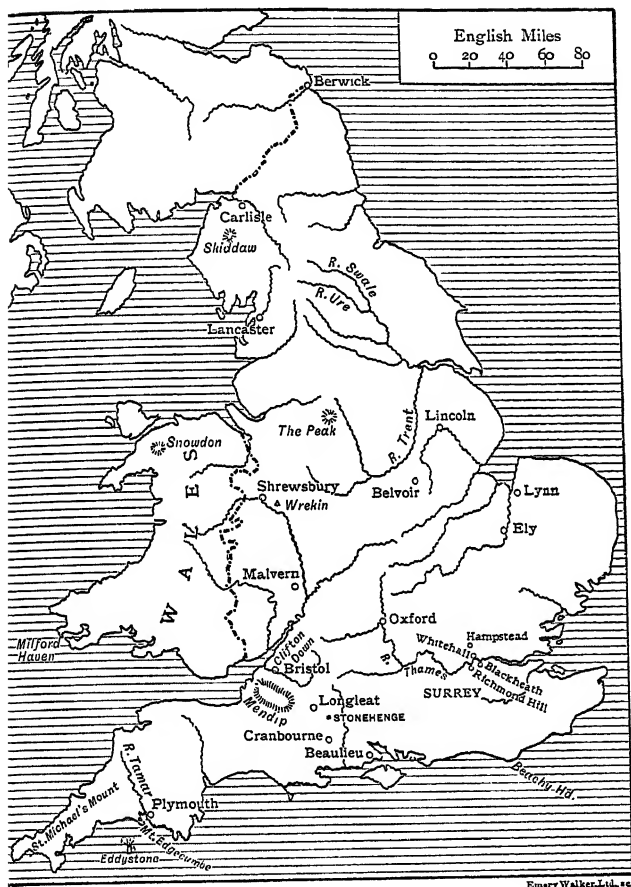 English Miles
0 20 40 60 80
Berwick
Carlisle
Skiddaw
R. Swale
R. Ure
Lancaster
The Peak
R. Trent
Lincoln
Snowdon
Shrewsbury
Wrekin
Belvoir
Lynn
Ely
WALES
Malvern
Oxford
Hampstead
Whitehall
Blackheath
Richmond Hill
R. Thames
SURREY
Milford
Haven
Clifton
Down
Bristol
Mendip
Longleat
STONEHENGE
Cranbourne
Beaulieu
Beachy Hd.
R. Tamar
Plymouth
St. Michael's Mount
Mt. Edgecumbe
Eddystone
Emery Walker Ltd. sc.